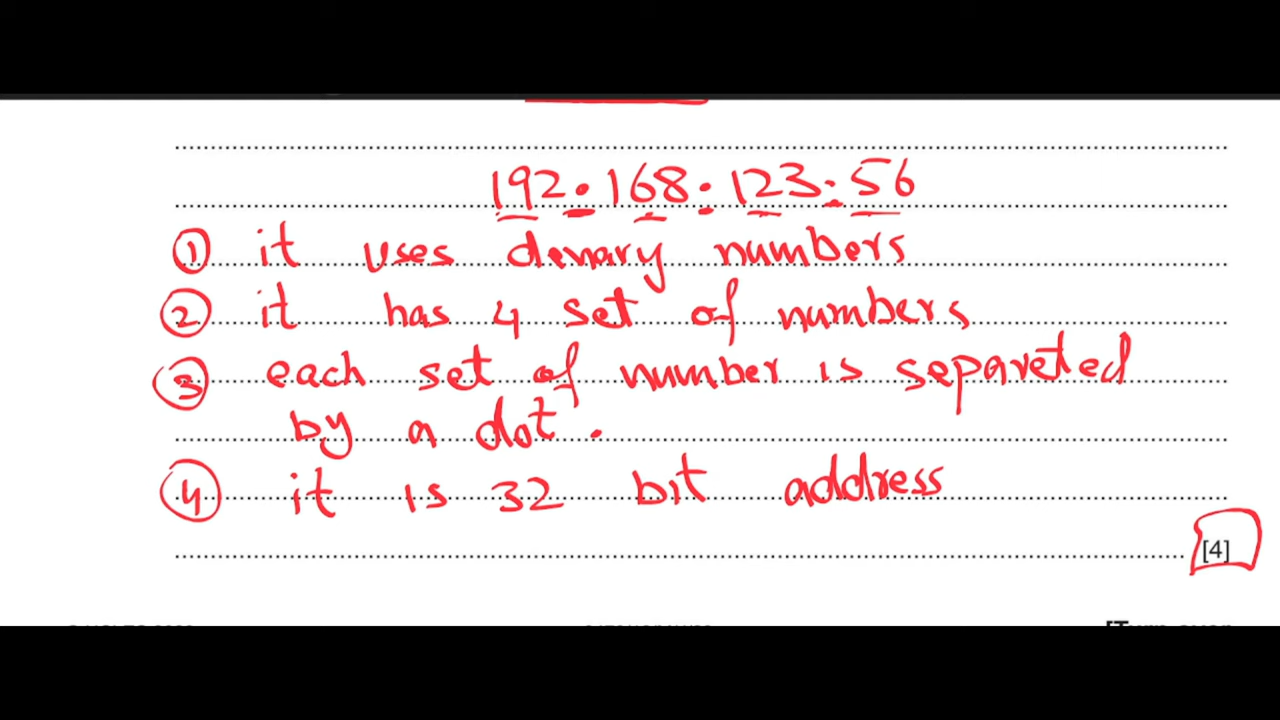 192.168.123.56
① it uses denary numbers
② it has 4 set of numbers
③ each set of number is separeted
by a dot.
④ it is 32 bit address
[4]